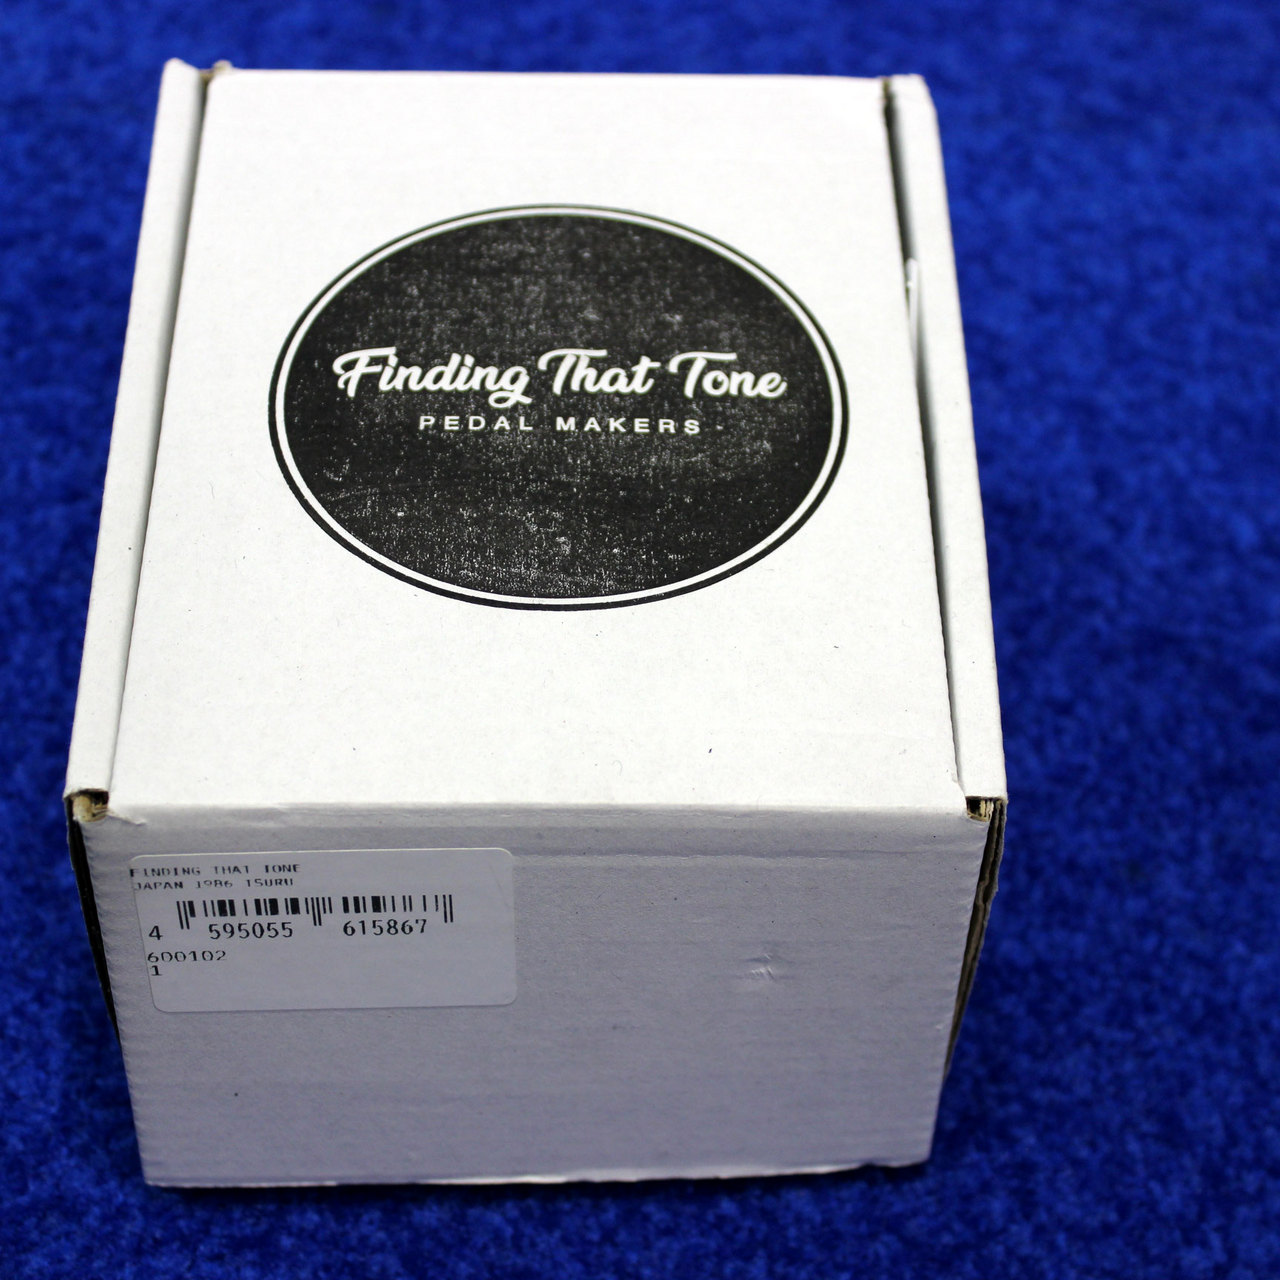 Finding That Tone
PEDAL MAKERS
FINDING THAT TONE
JAPAN 1986 TSURU
4 595055 615867
600102
1